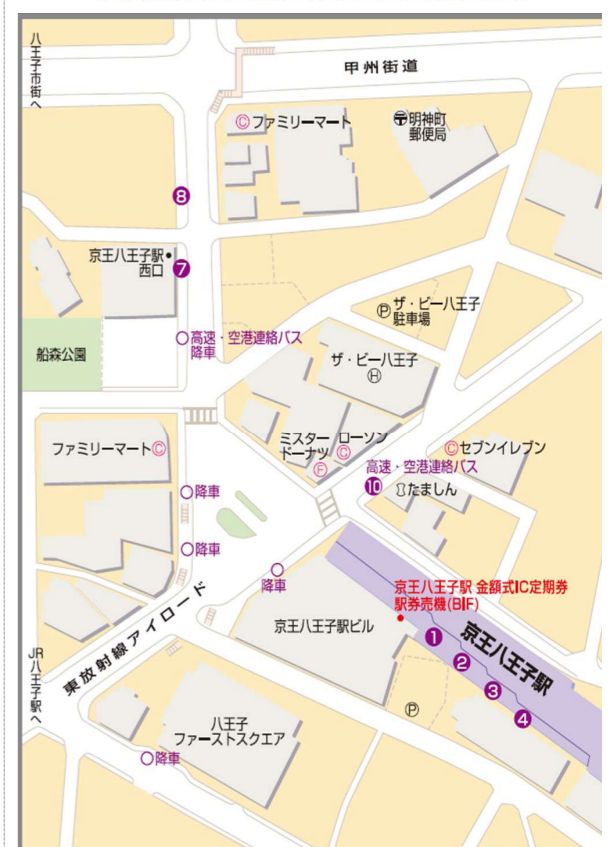 八王子市街へ
甲州街道
Ⓒファミリーマート
〒明神町
郵便局
8
京王八王子駅
西口
7
Ⓟザ・ビー八王子
駐車場
高速・空港連絡バス
降車
船森公園
ザ・ビー八王子
Ⓗ
ファミリーマートⒸ
ミスター
ドーナツ
Ⓕ
ローソン
Ⓒ
Ⓒセブンイレブン
高速・空港連絡バス
10
たましん
降車
降車
降車
京王八王子駅 金額式IC定期券
駅券売機(BIF)
東放射線アイロード
京王八王子駅ビル
1
2
3
4
京王八王子駅
JR八王子駅へ
Ⓟ
八王子
ファーストスクエア
降車